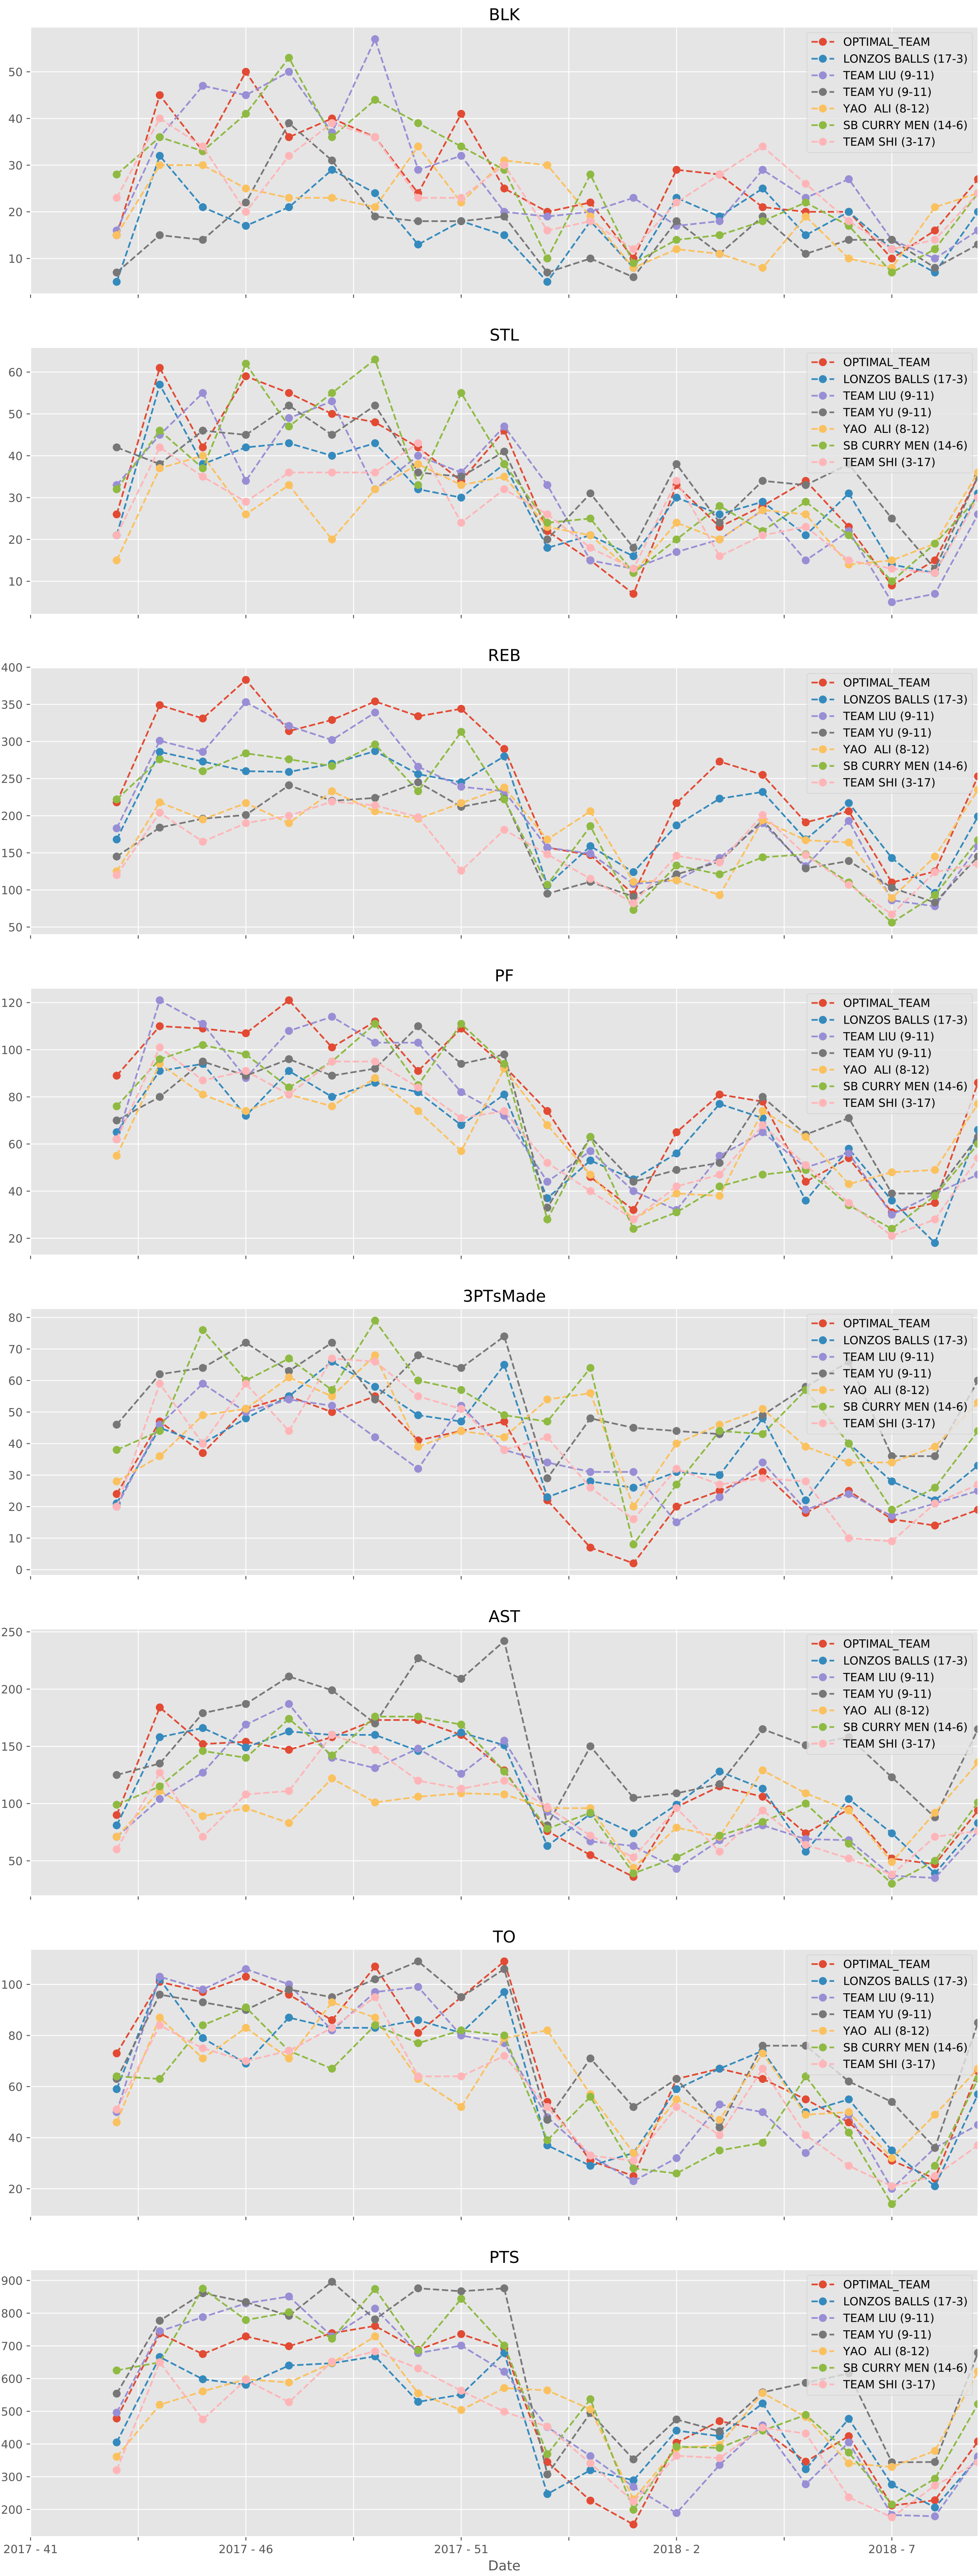 BLK
50
40
30
20
10
OPTIMAL_TEAM
LONZOS BALLS (17-3)
TEAM LIU (9-11)
TEAM YU (9-11)
YAO  ALI (8-12)
SB CURRY MEN (14-6)
TEAM SHI (3-17)
STL
60
50
40
30
20
10
OPTIMAL_TEAM
LONZOS BALLS (17-3)
TEAM LIU (9-11)
TEAM YU (9-11)
YAO  ALI (8-12)
SB CURRY MEN (14-6)
TEAM SHI (3-17)
REB
400
350
300
250
200
150
100
50
OPTIMAL_TEAM
LONZOS BALLS (17-3)
TEAM LIU (9-11)
TEAM YU (9-11)
YAO  ALI (8-12)
SB CURRY MEN (14-6)
TEAM SHI (3-17)
PF
120
100
80
60
40
20
OPTIMAL_TEAM
LONZOS BALLS (17-3)
TEAM LIU (9-11)
TEAM YU (9-11)
YAO  ALI (8-12)
SB CURRY MEN (14-6)
TEAM SHI (3-17)
3PTsMade
80
70
60
50
40
30
20
10
0
OPTIMAL_TEAM
LONZOS BALLS (17-3)
TEAM LIU (9-11)
TEAM YU (9-11)
YAO  ALI (8-12)
SB CURRY MEN (14-6)
TEAM SHI (3-17)
AST
250
200
150
100
50
OPTIMAL_TEAM
LONZOS BALLS (17-3)
TEAM LIU (9-11)
TEAM YU (9-11)
YAO  ALI (8-12)
SB CURRY MEN (14-6)
TEAM SHI (3-17)
TO
100
80
60
40
20
OPTIMAL_TEAM
LONZOS BALLS (17-3)
TEAM LIU (9-11)
TEAM YU (9-11)
YAO  ALI (8-12)
SB CURRY MEN (14-6)
TEAM SHI (3-17)
PTS
900
800
700
600
500
400
300
200
OPTIMAL_TEAM
LONZOS BALLS (17-3)
TEAM LIU (9-11)
TEAM YU (9-11)
YAO  ALI (8-12)
SB CURRY MEN (14-6)
TEAM SHI (3-17)
2017 - 41 2017 - 46 2017 - 51 2018 - 2 2018 - 7
Date